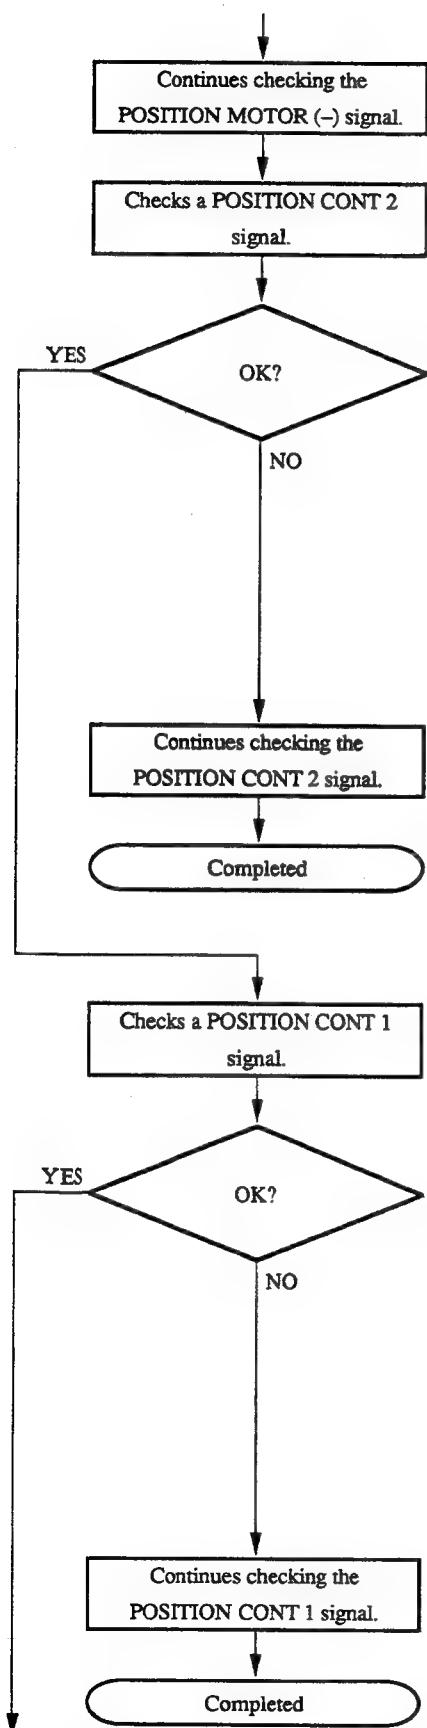 Continues checking the
POSITION MOTOR (–) signal.
Checks a POSITION CONT 2
signal.
YES
OK?
NO
Continues checking the
POSITION CONT 2 signal.
Completed
Checks a POSITION CONT 1
signal.
YES
OK?
NO
Continues checking the
POSITION CONT 1 signal.
Completed